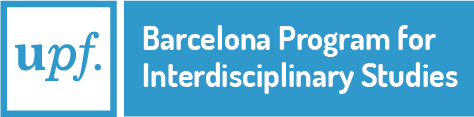 upf.
Barcelona Program for
Interdisciplinary Studies